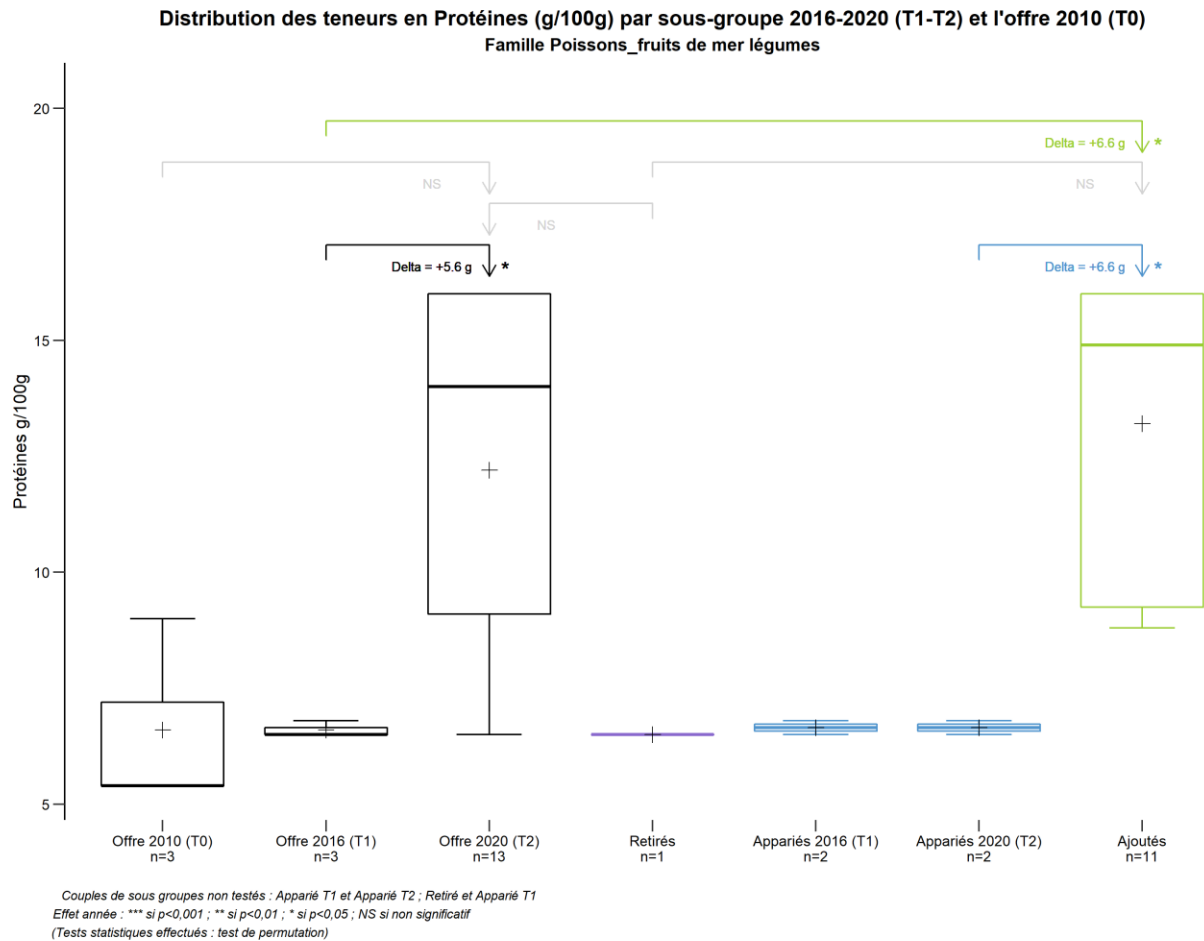 Distribution des teneurs en Protéines (g/100g) par sous-groupe 2016-2020 (T1-T2) et l'offre 2010 (T0)
Famille Poissons_fruits de mer légumes
20
Delta = +6.6 g *
NS
NS
NS
Delta = +5.6 g *
Delta = +6.6 g *
15
Protéines g/100g
10
5
Offre 2010 (T0)
n=3
Offre 2016 (T1)
n=3
Offre 2020 (T2)
n=13
Retirés
n=1
Appariés 2016 (T1)
n=2
Appariés 2020 (T2)
n=2
Ajoutés
n=11
Couples de sous groupes non testés : Apparié T1 et Apparié T2 ; Retiré et Apparié T1
Effet année : *** si p<0,001 ; ** si p<0,01 ; * si p<0,05 ; NS si non significatif
(Tests statistiques effectués : test de permutation)